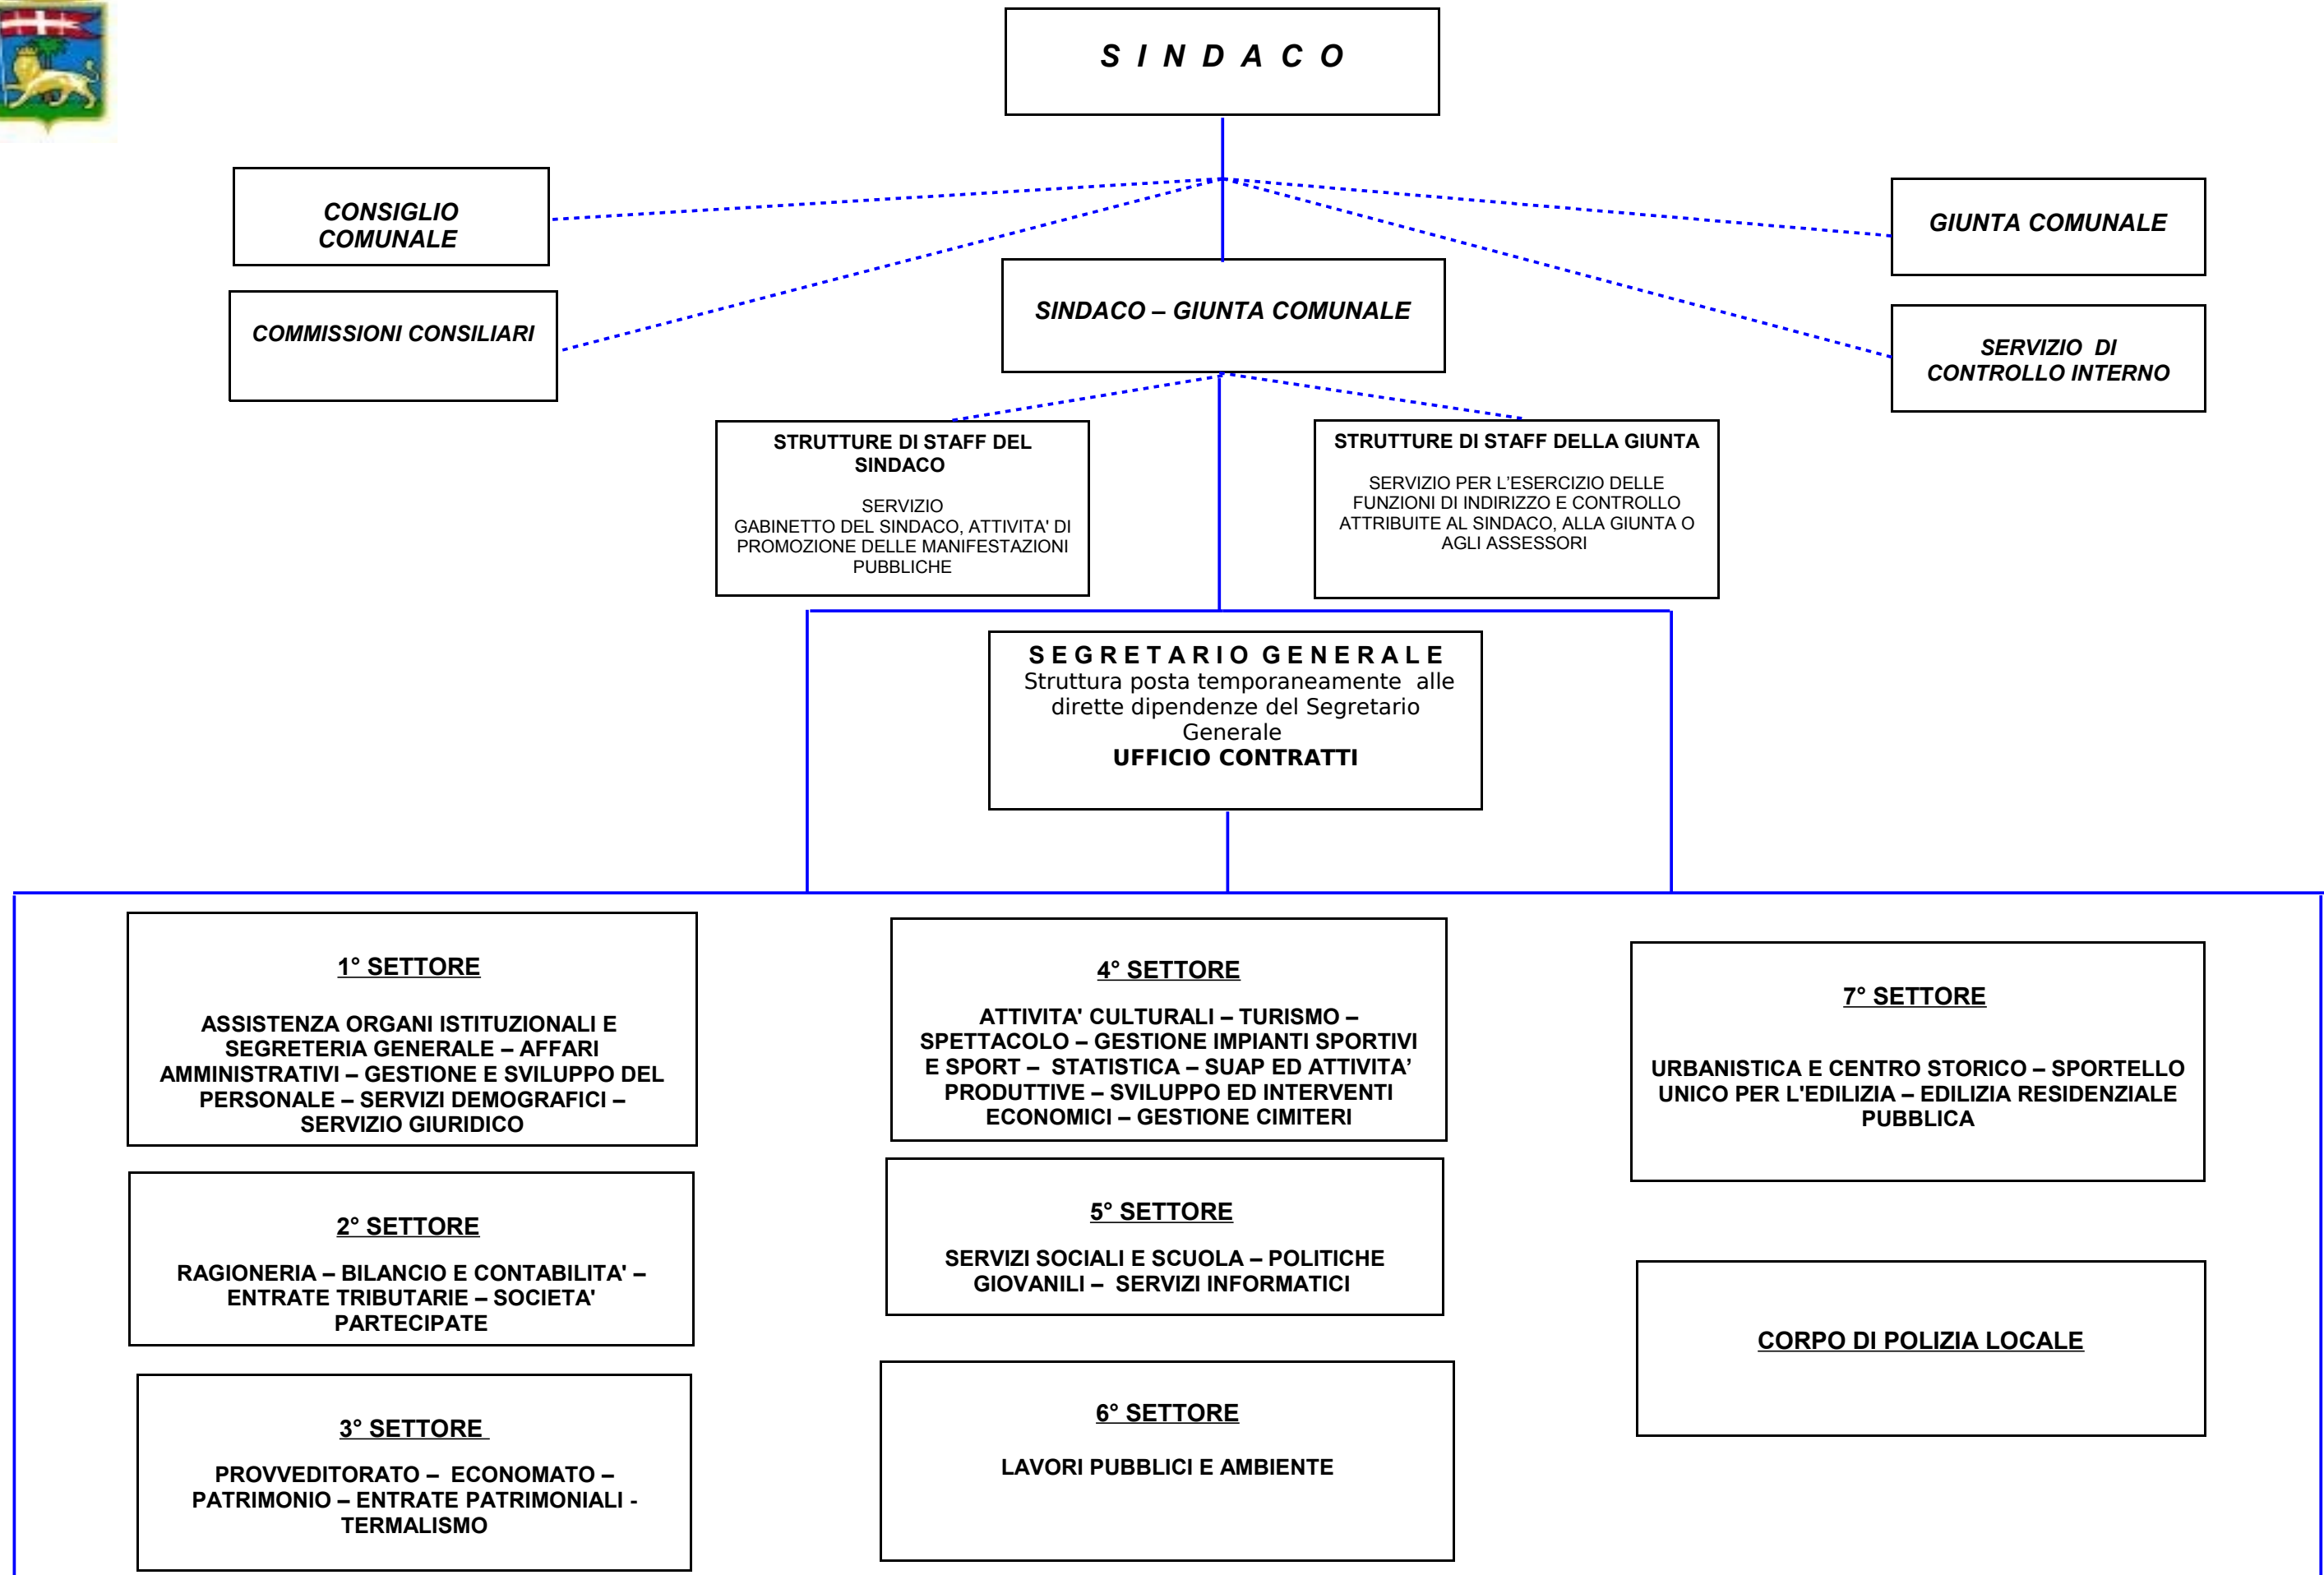 S I N D A C O
CONSIGLIO
COMUNALE
GIUNTA COMUNALE
COMMISSIONI CONSILIARI
SINDACO – GIUNTA COMUNALE
SERVIZIO DI
CONTROLLO INTERNO
STRUTTURE DI STAFF DEL
SINDACO
SERVIZIO
GABINETTO DEL SINDACO, ATTIVITA' DI
PROMOZIONE DELLE MANIFESTAZIONI
PUBBLICHE
STRUTTURE DI STAFF DELLA GIUNTA
SERVIZIO PER L’ESERCIZIO DELLE
FUNZIONI DI INDIRIZZO E CONTROLLO
ATTRIBUITE AL SINDACO, ALLA GIUNTA O
AGLI ASSESSORI
S E G R E T A R I O G E N E R A L E
Struttura posta temporaneamente alle
dirette dipendenze del Segretario
Generale
UFFICIO CONTRATTI
1° SETTORE
ASSISTENZA ORGANI ISTITUZIONALI E
SEGRETERIA GENERALE – AFFARI
AMMINISTRATIVI – GESTIONE E SVILUPPO DEL
PERSONALE – SERVIZI DEMOGRAFICI –
SERVIZIO GIURIDICO
2° SETTORE
RAGIONERIA – BILANCIO E CONTABILITA' –
ENTRATE TRIBUTARIE – SOCIETA'
PARTECIPATE
3° SETTORE
PROVVEDITORATO – ECONOMATO –
PATRIMONIO – ENTRATE PATRIMONIALI -
TERMALISMO
4° SETTORE
ATTIVITA' CULTURALI – TURISMO –
SPETTACOLO – GESTIONE IMPIANTI SPORTIVI
E SPORT – STATISTICA – SUAP ED ATTIVITA’
PRODUTTIVE – SVILUPPO ED INTERVENTI
ECONOMICI – GESTIONE CIMITERI
5° SETTORE
SERVIZI SOCIALI E SCUOLA – POLITICHE
GIOVANILI – SERVIZI INFORMATICI
6° SETTORE
LAVORI PUBBLICI E AMBIENTE
7° SETTORE
URBANISTICA E CENTRO STORICO – SPORTELLO
UNICO PER L'EDILIZIA – EDILIZIA RESIDENZIALE
PUBBLICA
CORPO DI POLIZIA LOCALE